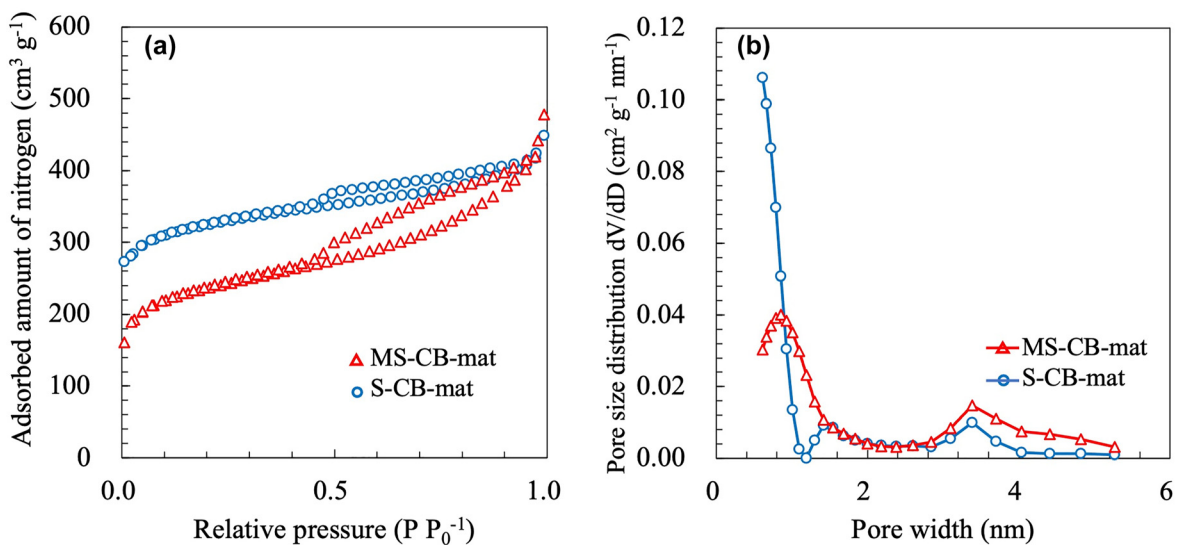 (a)
Adsorbed amount of nitrogen (cm³ g⁻¹)
600
500
400
300
200
100
0
0.0
0.5
1.0
Relative pressure (P P₀⁻¹)
MS-CB-mat
S-CB-mat
(b)
Pore size distribution dV/dD (cm² g⁻¹ nm⁻¹)
0.12
0.10
0.08
0.06
0.04
0.02
0.00
0
2
4
6
Pore width (nm)
MS-CB-mat
S-CB-mat